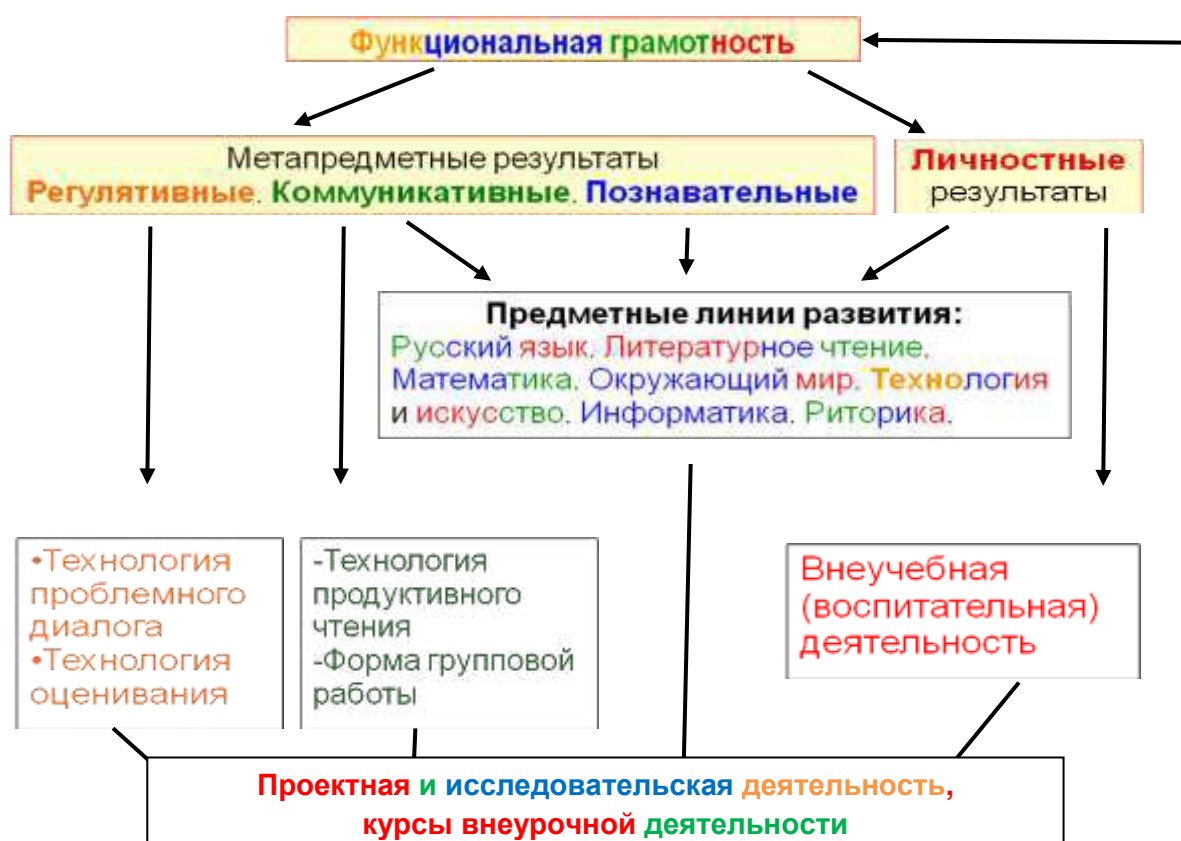 Функциональная грамотность
Метапредметные результаты
Регулятивные. Коммуникативные. Познавательные
Личностные
результаты
Предметные линии развития:
Русский язык. Литературное чтение.
Математика. Окружающий мир. Технология
и искусство. Информатика. Риторика.
•Технология
проблемного
диалога
•Технология
оценивания
-Технология
продуктивного
чтения
-Форма групповой
работы
Внеучебная
(воспитательная)
деятельность
Проектная и исследовательская деятельность,
курсы внеурочной деятельности